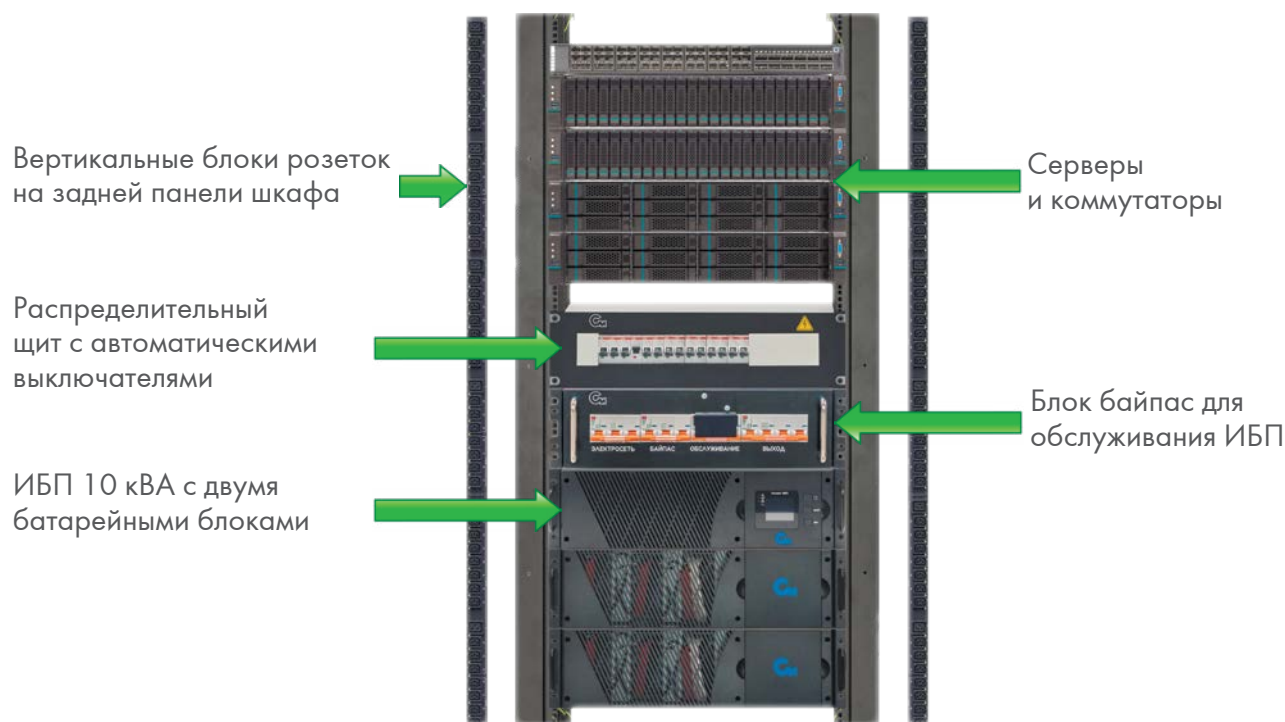 Вертикальные блоки розеток
на задней панели шкафа
Серверы
и коммутаторы
Распределительный
щит с автоматическими
выключателями
Блок байпас для
обслуживания ИБП
ЭЛЕКТРОСЕТЬ БАЙПАС ОБСЛУЖИВАНИЕ ВЫХОД
ИБП 10 кВА с двумя
батарейными блоками